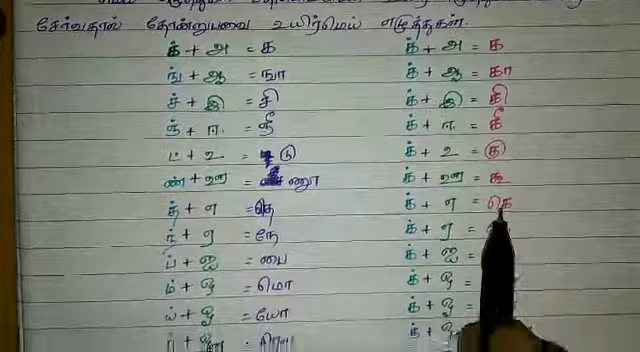 சேர்வதால் தோன்றுபவை உயிர்மெய் எழுத்துகள்.
க் + அ = க க் + அ = க
ங் + ஆ = ஙா க் + ஆ = கா
ச் + இ = சி க் + இ = கி
க் + ஈ = கீ
ட் + உ = டு க் + உ = கு
ண் + ஊ = ணூ க் + ஊ = கூ
த் + எ = தெ க் + எ = கெ
ந் + ஏ = நே க் + ஏ =
ப் + ஐ = பை க் + ஐ =
ம் + ஒ = மொ க் + ஒ =
ய் + ஓ = யோ க் + ஓ =